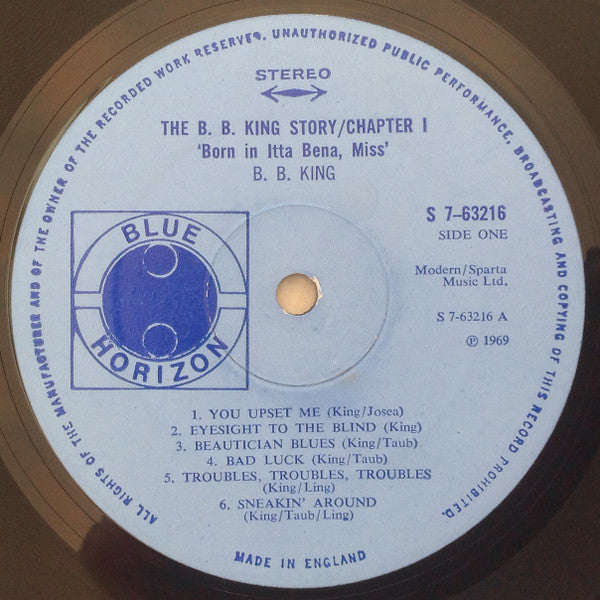 ALL RIGHTS OF THE MANUFACTURER AND OF THE OWNER OF THE RECORDED WORK RESERVED. UNAUTHORIZED PUBLIC PERFORMANCE, BROADCASTING AND COPYING OF THIS RECORD PROHIBITED.
STEREO
THE B. B. KING STORY/CHAPTER I
'Born in Itta Bena, Miss'
B. B. KING
S 7–63216
SIDE ONE
BLUE
HORIZON
Modern/Sparta
Music Ltd.
S 7-63216 A
℗ 1969
1. YOU UPSET ME (King/Josea)
2. EYESIGHT TO THE BLIND (King)
3. BEAUTICIAN BLUES (King/Taub)
4. BAD LUCK (King/Taub)
5. TROUBLES, TROUBLES, TROUBLES
(King/Ling)
6. SNEAKIN' AROUND
(King/Taub/Ling)
MADE IN ENGLAND